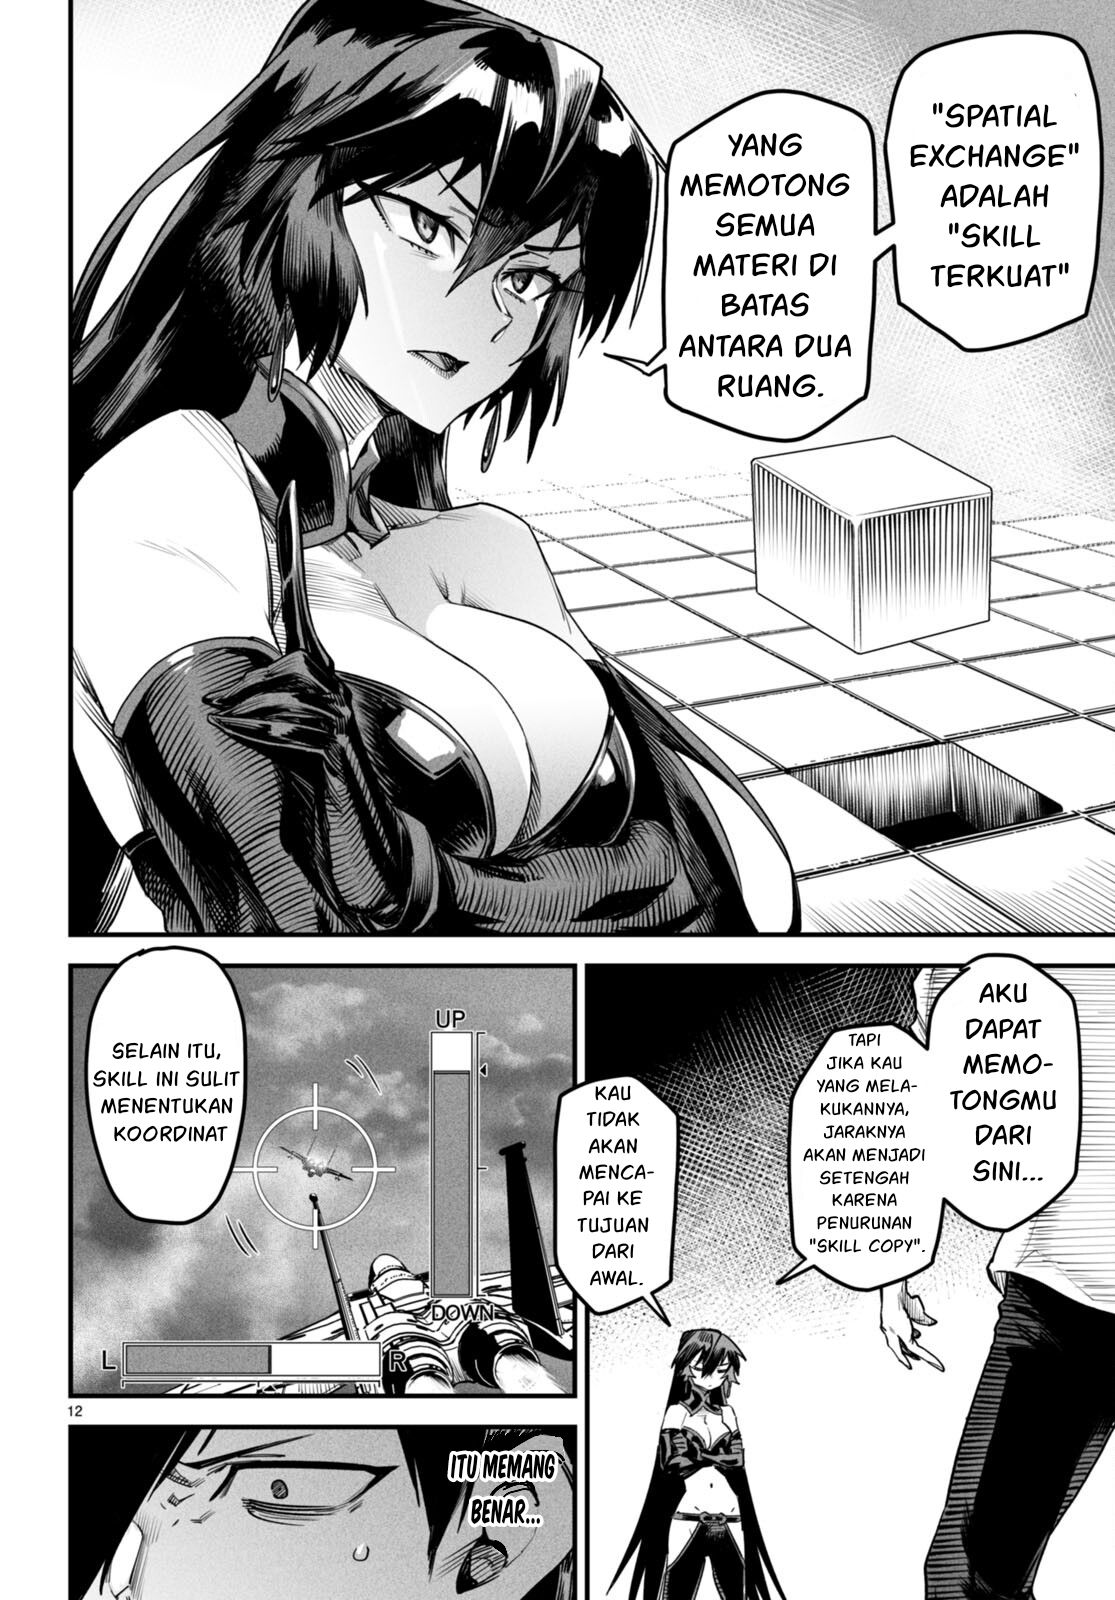 "SPATIAL
EXCHANGE"
ADALAH
"SKILL
TERKUAT"
YANG
MEMOTONG
SEMUA
MATERI DI
BATAS
ANTARA DUA
RUANG.
AKU
DAPAT
MEMO-
TONGMU
DARI
SINI...
TAPI
JIKA KAU
YANG MELA-
KUKANNYA,
JARAKNYA
AKAN MENJADI
SETENGAH
KARENA
PENURUNAN
"SKILL COPY".
KAU
TIDAK
AKAN
MENCA-
PAI KE
TUJUAN
DARI
AWAL.
SELAIN ITU,
SKILL INI SULIT
MENENTUKAN
KOORDINAT
UP
DOWN
L
R
12
ITU MEMANG
BENAR...